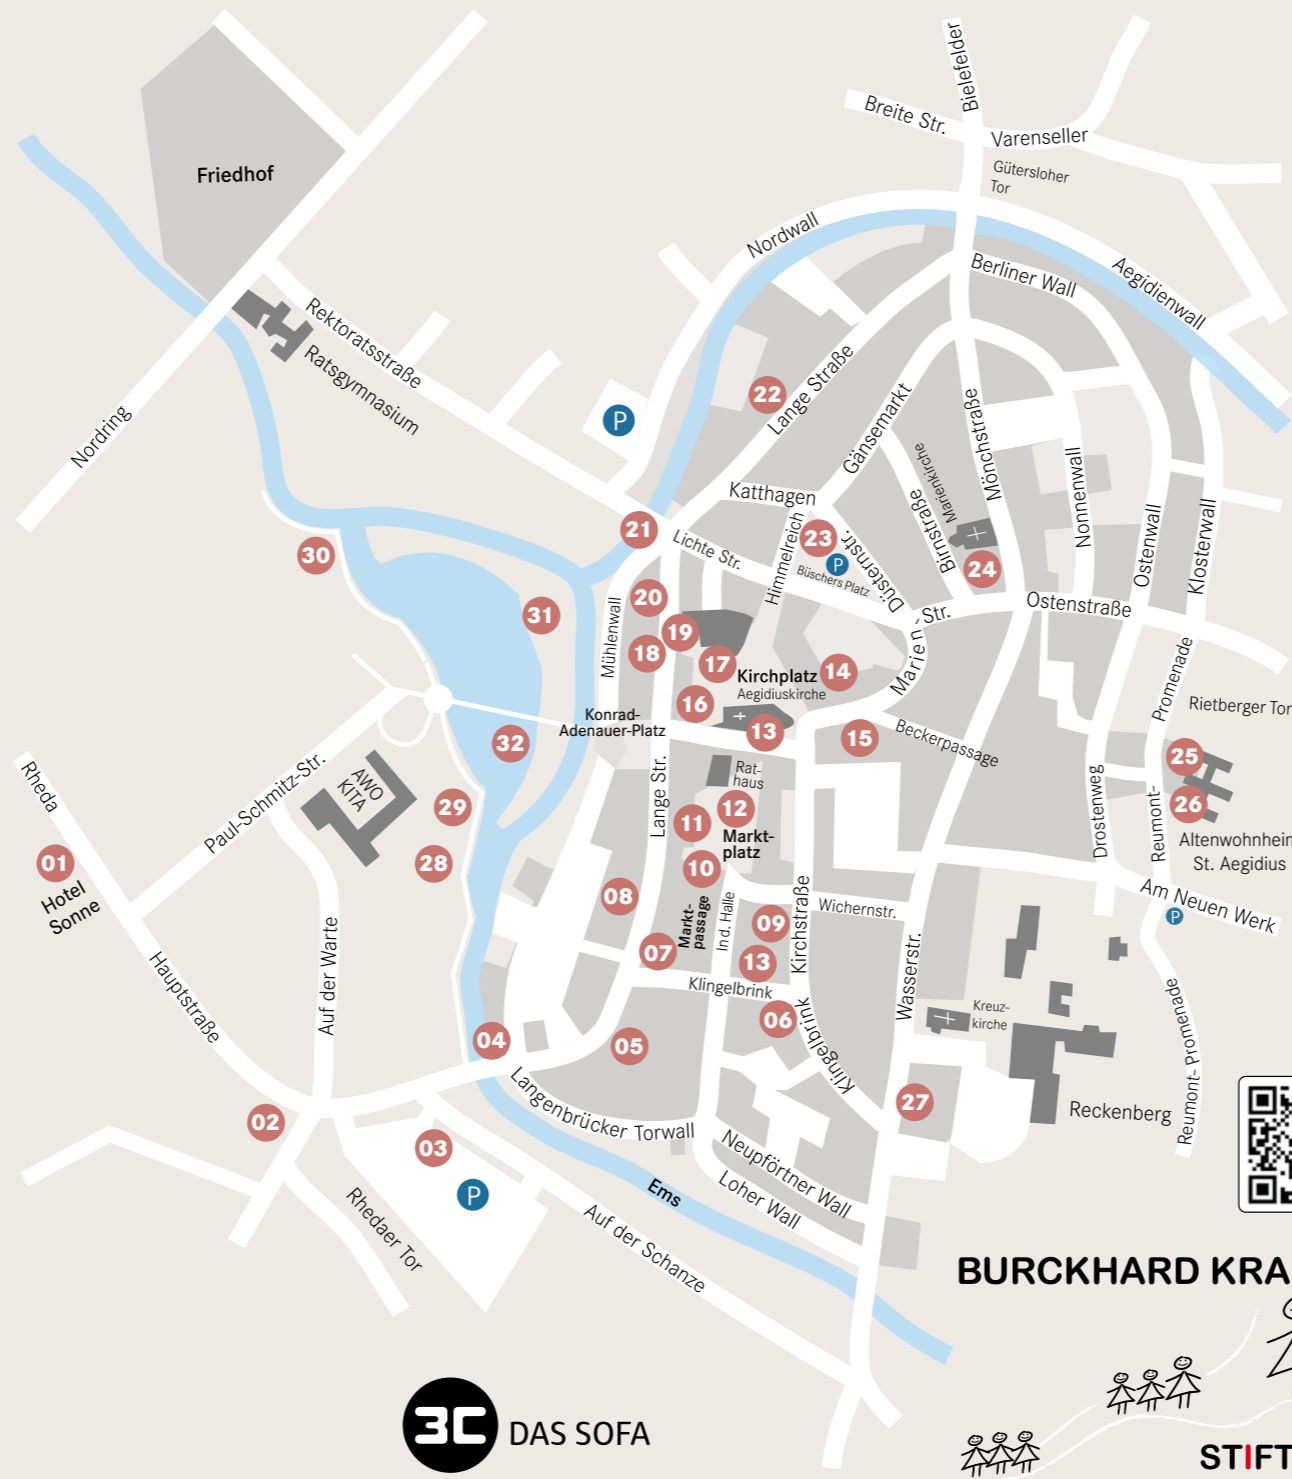 Bielefelder
Breite Str.
Varenseller
Gütersloher
Tor
Friedhof
Nordwall
Aegidienwall
Berliner Wall
Rektoratsstraße
Ratsgymnasium
Nordring
P
22
Lange Straße
Gänsemarkt
Mönchstraße
Marienkirche
Birnstraße
Nonnenwall
Ostenwall
Klosterwall
Katthagen
21
Lichte Str.
Himmelreich
23
P
Büschers Platz
Düsternstr.
24
30
31
20
19
18
17
16
Mühlenwall
Kirchplatz
Aegidiuskirche
14
Marien-Str.
Ostenstraße
Promenade
Rietberger Tor
Konrad-
Adenauer-Platz
13
15
Beckerpassage
32
Rat-
haus
12
11
Markt-
platz
10
Lange Str.
25
26
Altenwohnheim
St. Aegidius
Drostenweg
Reumont-
Rheda
Paul-Schmitz-Str.
AWO
KITA
29
28
01
Hotel
Sonne
08
Markt-
passage
In d. Halle
09
Kirchstraße
Wichernstr.
Am Neuen Werk
P
07
13
Klingelbrink
06
Klingelbrink
Wasserstr.
Kreuz-
kirche
Hauptstraße
Auf der Warte
04
05
27
Reckenberg
Reumont- Promenade
02
03
P
Langenbrücker Torwall
Neupförtner Wall
Loher Wall
Ems
Rhedaer Tor
Auf der Schanze
BURCKHARD KRA
3C DAS SOFA
STIFT